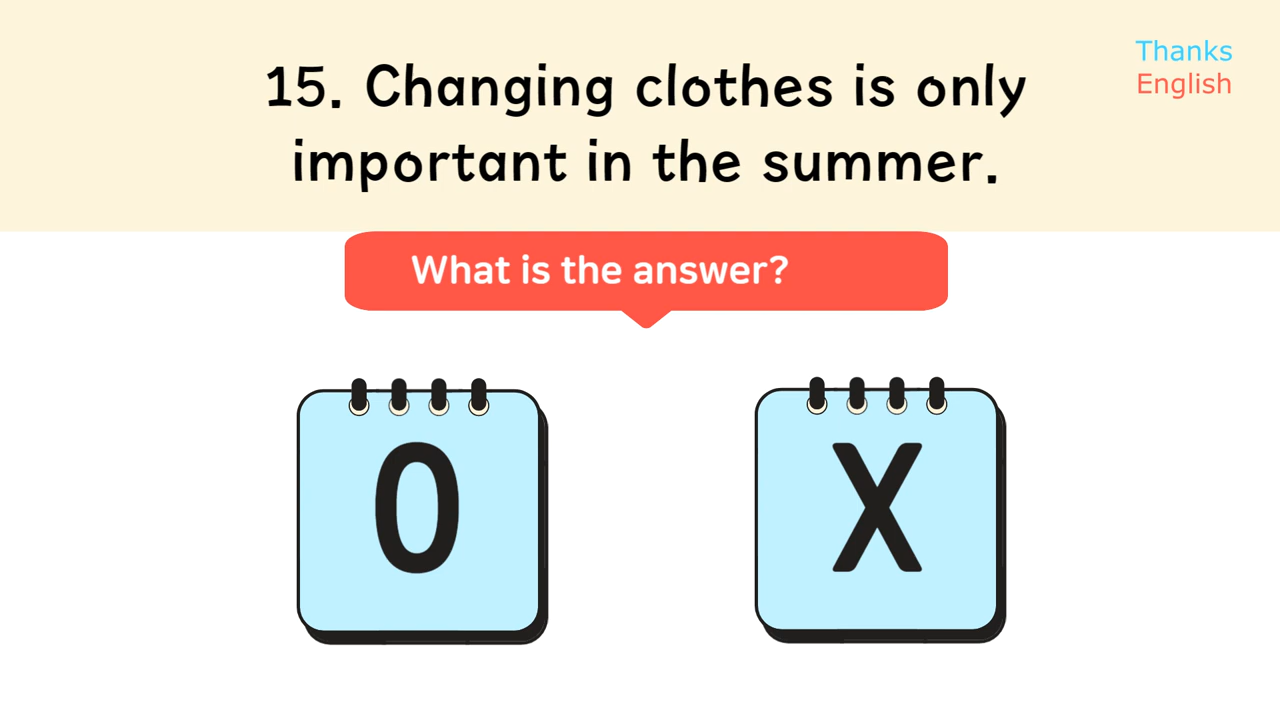 15. Changing clothes is only
important in the summer.
Thanks
English
What is the answer?
O
X